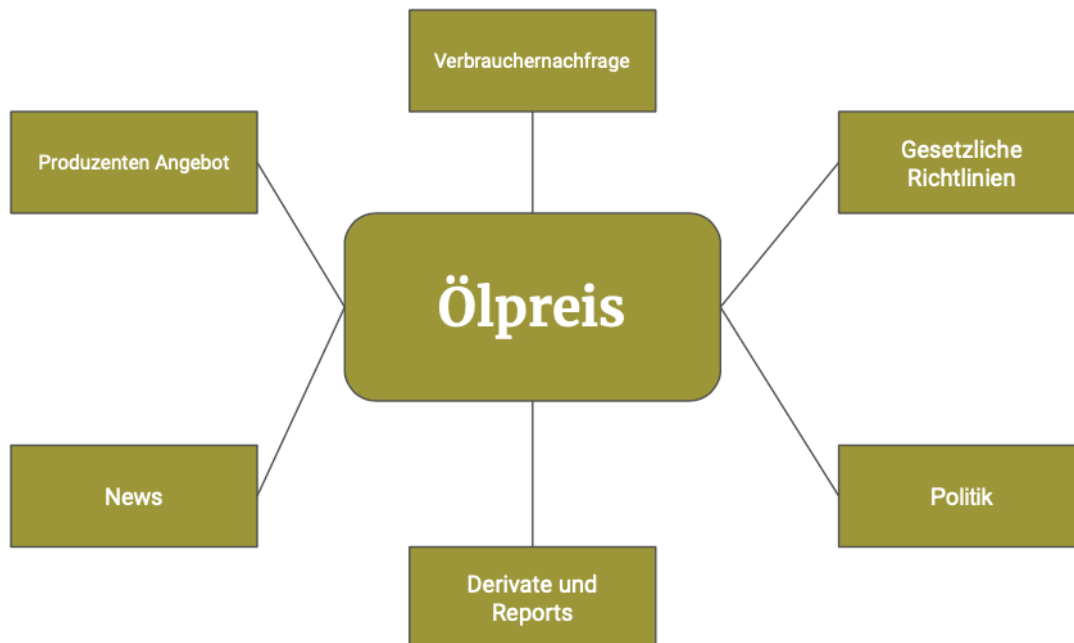 Verbrauchernachfrage
Produzenten Angebot
Gesetzliche
Richtlinien
Ölpreis
News
Politik
Derivate und
Reports